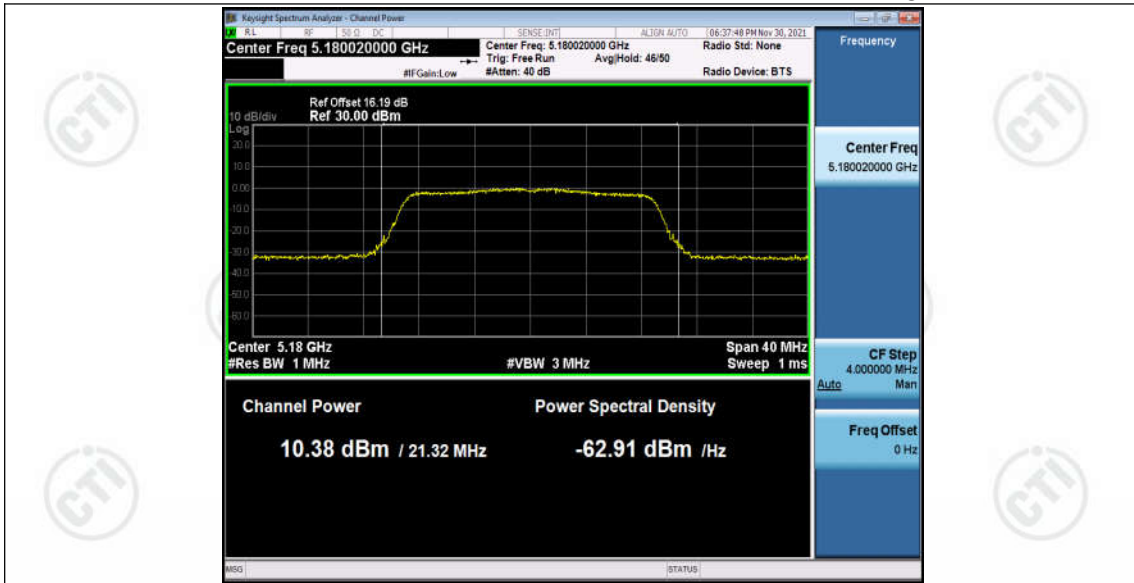 Keysight Spectrum Analyzer - Channel Power
RL RF 50 Ω DC SENSE:INT ALIGN AUTO 06:37:48 PM Nov 30, 2021
Center Freq 5.180020000 GHz Center Freq: 5.180020000 GHz Radio Std: None
Trig: Free Run Avg|Hold: 46/50
#IFGain:Low #Atten: 40 dB Radio Device: BTS
Frequency
Ref Offset 16.19 dB
10 dB/div Ref 30.00 dBm
Log
20.0
10.0
0.00
-10.0
-20.0
-30.0
-40.0
-50.0
-60.0
Center 5.18 GHz Span 40 MHz
#Res BW 1 MHz #VBW 3 MHz Sweep 1 ms
Channel Power Power Spectral Density
10.38 dBm / 21.32 MHz -62.91 dBm /Hz
Center Freq
5.180020000 GHz
CF Step
4.000000 MHz
Auto Man
Freq Offset
0 Hz
MSG STATUS
CTI
CTI
CTI
CTI